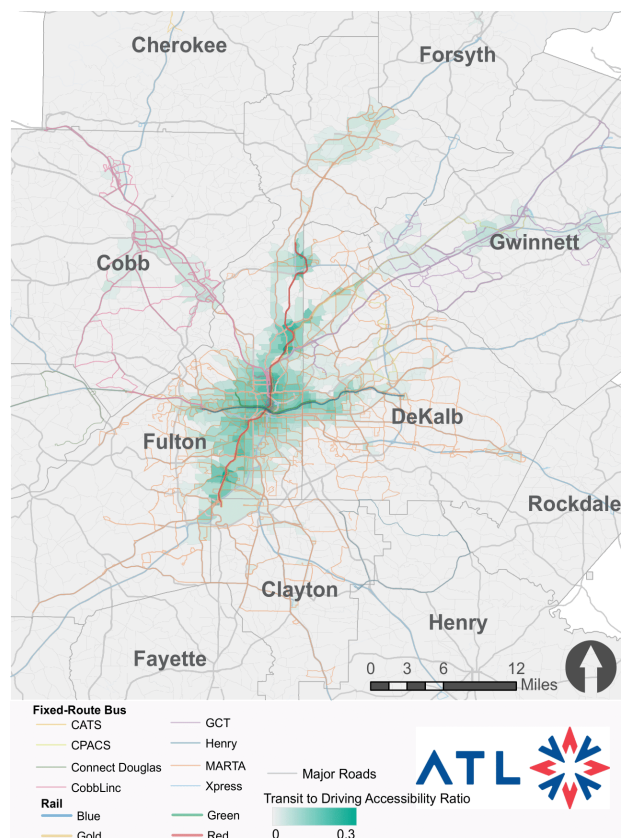 Cherokee
Forsyth
Gwinnett
Cobb
DeKalb
Fulton
Rockdale
Clayton
Henry
Fayette
0 3 6 12
Miles
Fixed-Route Bus
CATS
CPACS
Connect Douglas
CobbLinc
GCT
Henry
MARTA
Xpress
Major Roads
Rail
Blue
Gold
Green
Red
Transit to Driving Accessibility Ratio
0 0.3
ATL